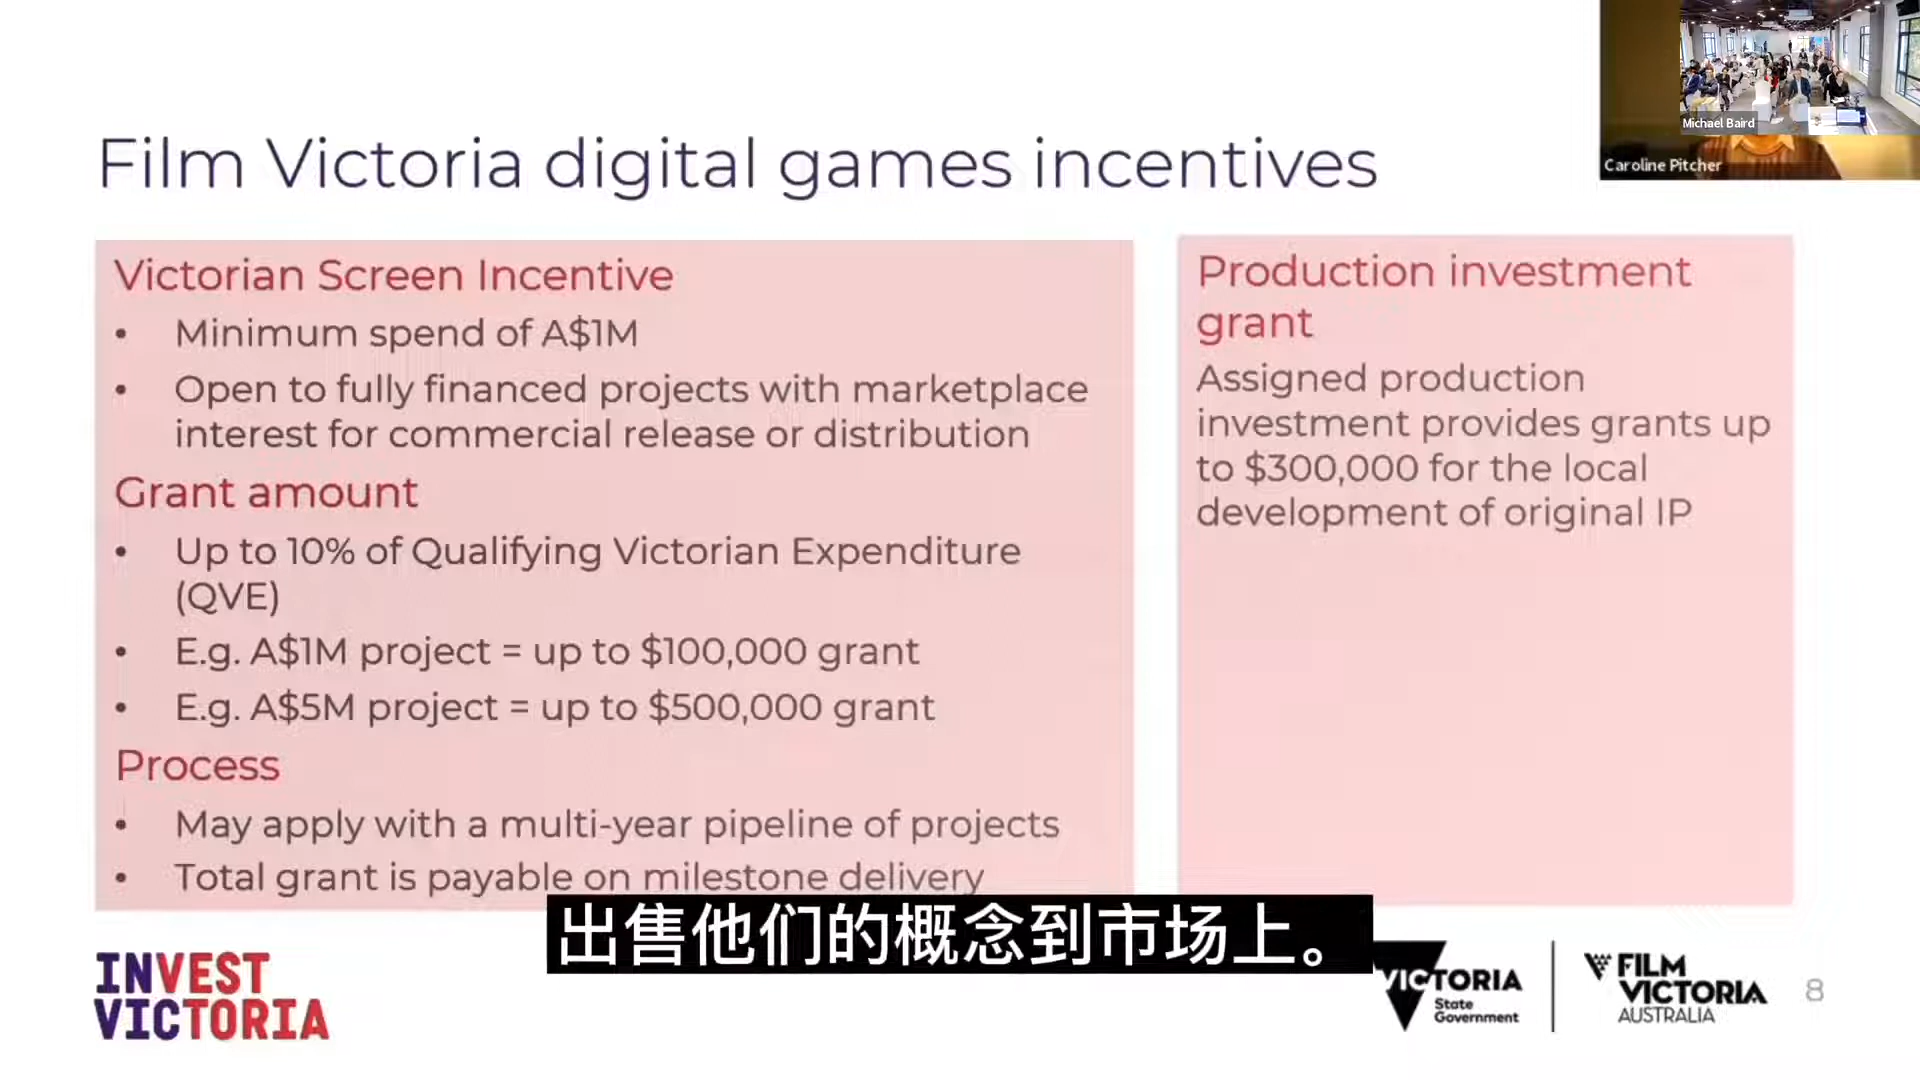 Michael Baird
Caroline Pitcher
Film Victoria digital games incentives
Victorian Screen Incentive
• Minimum spend of A$1M
• Open to fully financed projects with marketplace
interest for commercial release or distribution
Grant amount
• Up to 10% of Qualifying Victorian Expenditure
(QVE)
• E.g. A$1M project = up to $100,000 grant
• E.g. A$5M project = up to $500,000 grant
Process
• May apply with a multi-year pipeline of projects
• Total grant is payable on milestone delivery
Production investment
grant
Assigned production
investment provides grants up
to $300,000 for the local
development of original IP
出售他们的概念到市场上。
INVEST
VICTORIA
VICTORIA
State
Government
FILM
VICTORIA
AUSTRALIA
8